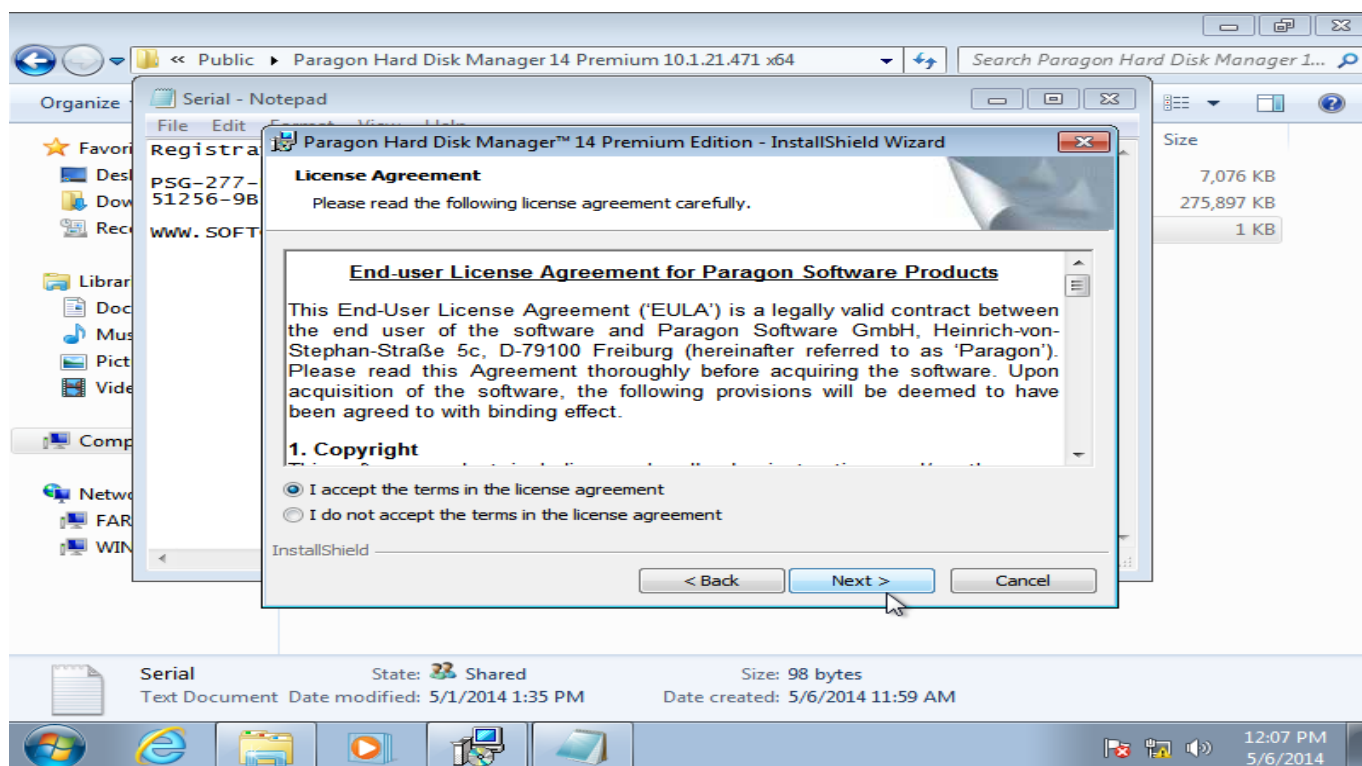 « Public ▸ Paragon Hard Disk Manager 14 Premium 10.1.21.471 x64
Search Paragon Hard Disk Manager 1...
Organize
Serial - Notepad
File Edit Format View Help
Size
7,076 KB
275,897 KB
1 KB
Favori
Desl
Dow
Rece
Librar
Doc
Mus
Pict
Vide
Comp
Netwo
FAR
WIN
Registra
PSG-277-
51256-9B
WWW.SOFT
Paragon Hard Disk Manager™ 14 Premium Edition - InstallShield Wizard
License Agreement
Please read the following license agreement carefully.
End-user License Agreement for Paragon Software Products
This End-User License Agreement (‘EULA’) is a legally valid contract between
the end user of the software and Paragon Software GmbH, Heinrich-von-
Stephan-Straße 5c, D-79100 Freiburg (hereinafter referred to as ‘Paragon’).
Please read this Agreement thoroughly before acquiring the software. Upon
acquisition of the software, the following provisions will be deemed to have
been agreed to with binding effect.
1. Copyright
I accept the terms in the license agreement
I do not accept the terms in the license agreement
InstallShield
< Back
Next >
Cancel
Serial State: Shared Size: 98 bytes
Text Document Date modified: 5/1/2014 1:35 PM Date created: 5/6/2014 11:59 AM
12:07 PM
5/6/2014